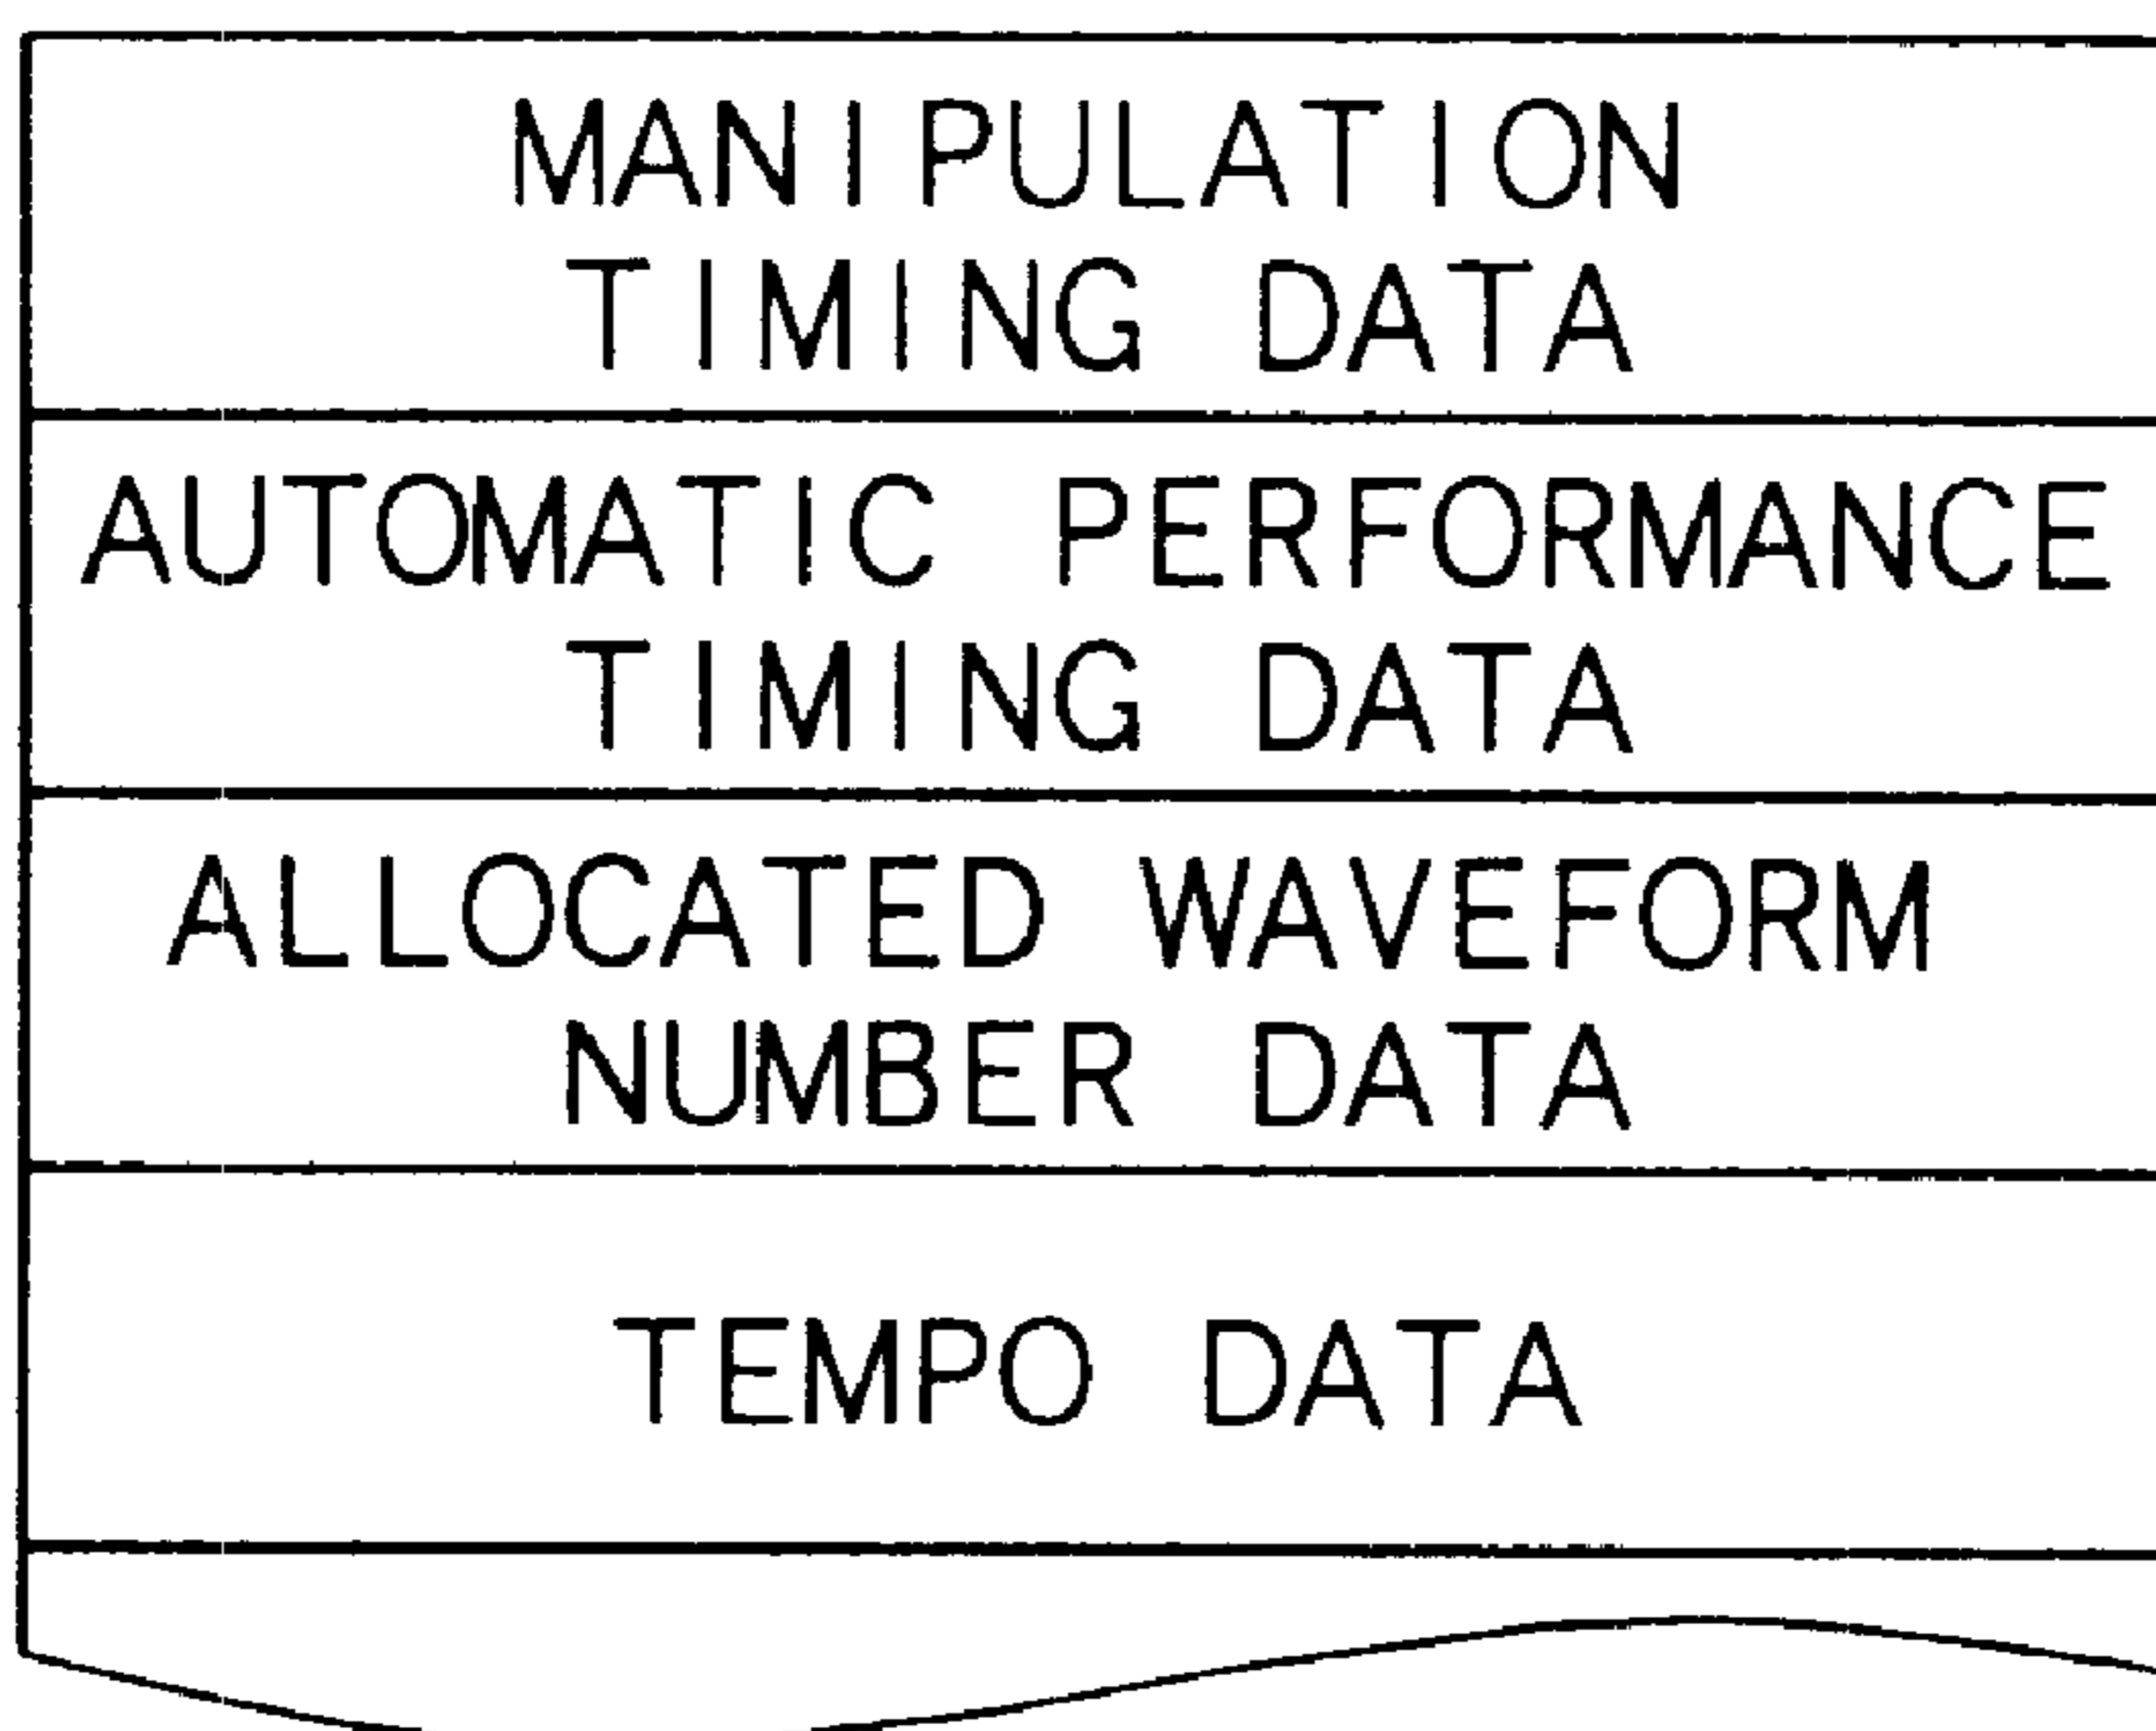 MANIPULATION
TIMING DATA
AUTOMATIC PERFORMANCE
TIMING DATA
ALLOCATED WAVEFORM
NUMBER DATA
TEMPO DATA